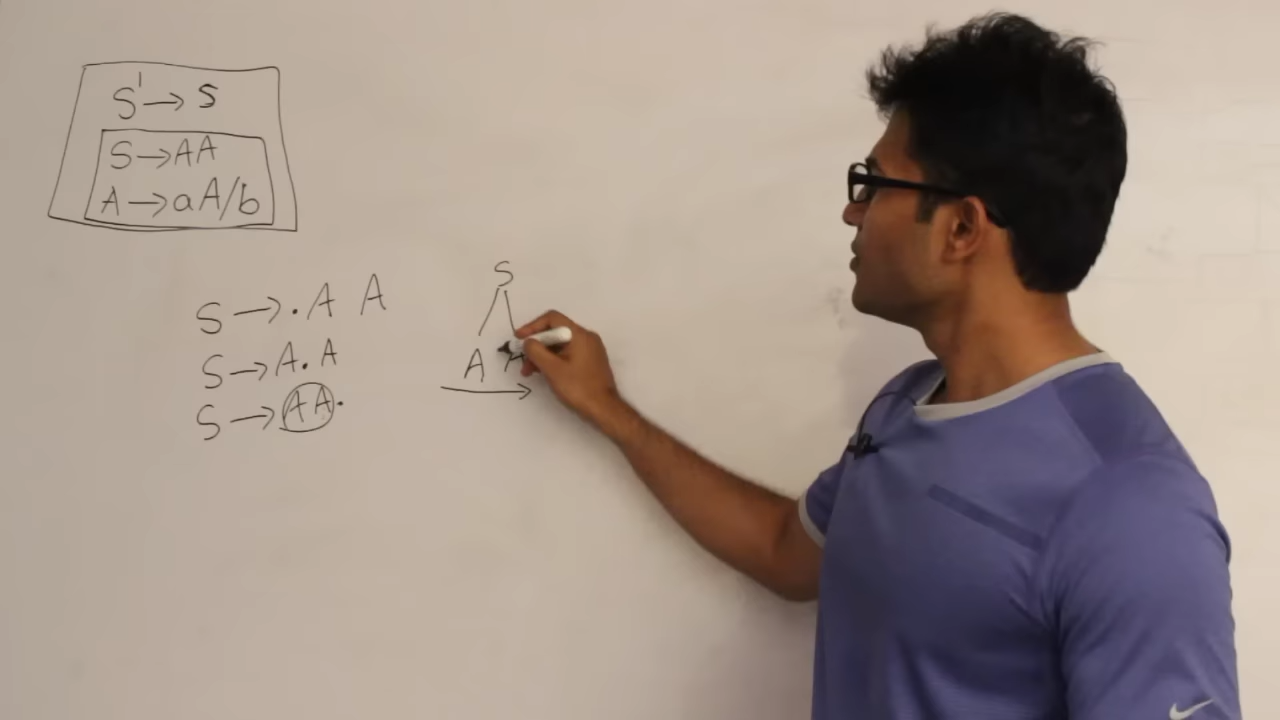 S' → S
S → AA
A → aA/b
S → .A A
S → A.A
S → AA.
S
A A